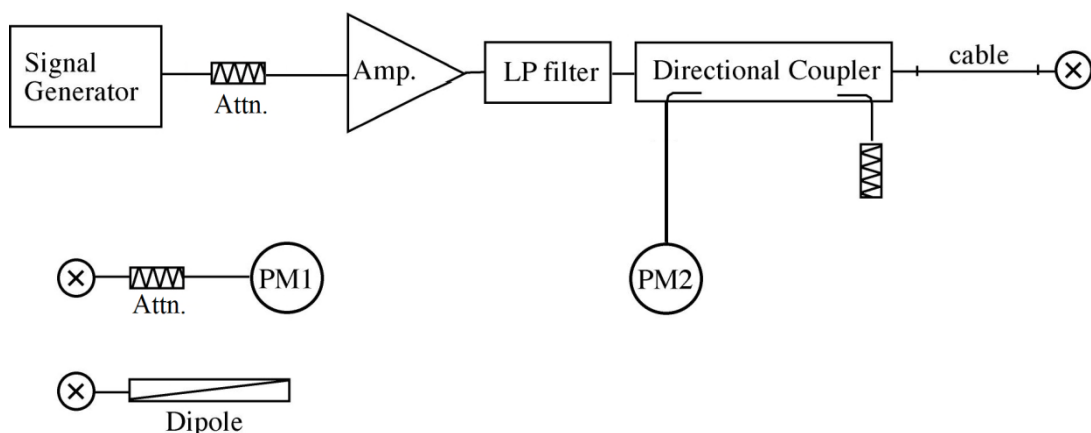 Signal
Generator
Attn.
Amp.
LP filter
Directional Coupler
cable
PM1
Attn.
PM2
Dipole